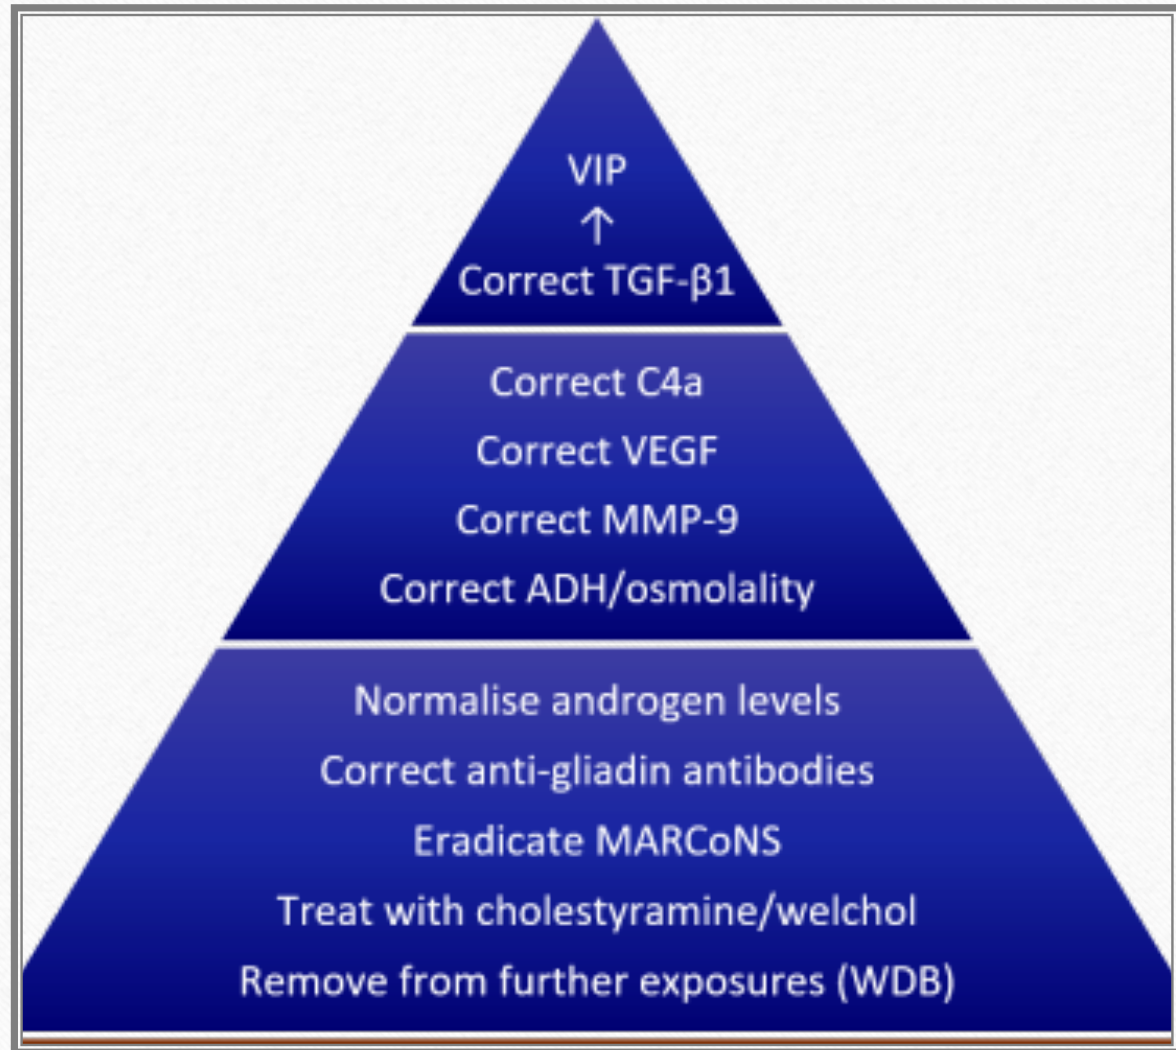 VIP
↑
Correct TGF-β1
Correct C4a
Correct VEGF
Correct MMP-9
Correct ADH/osmolality
Normalise androgen levels
Correct anti-gliadin antibodies
Eradicate MARCoNS
Treat with cholestyramine/welchol
Remove from further exposures (WDB)